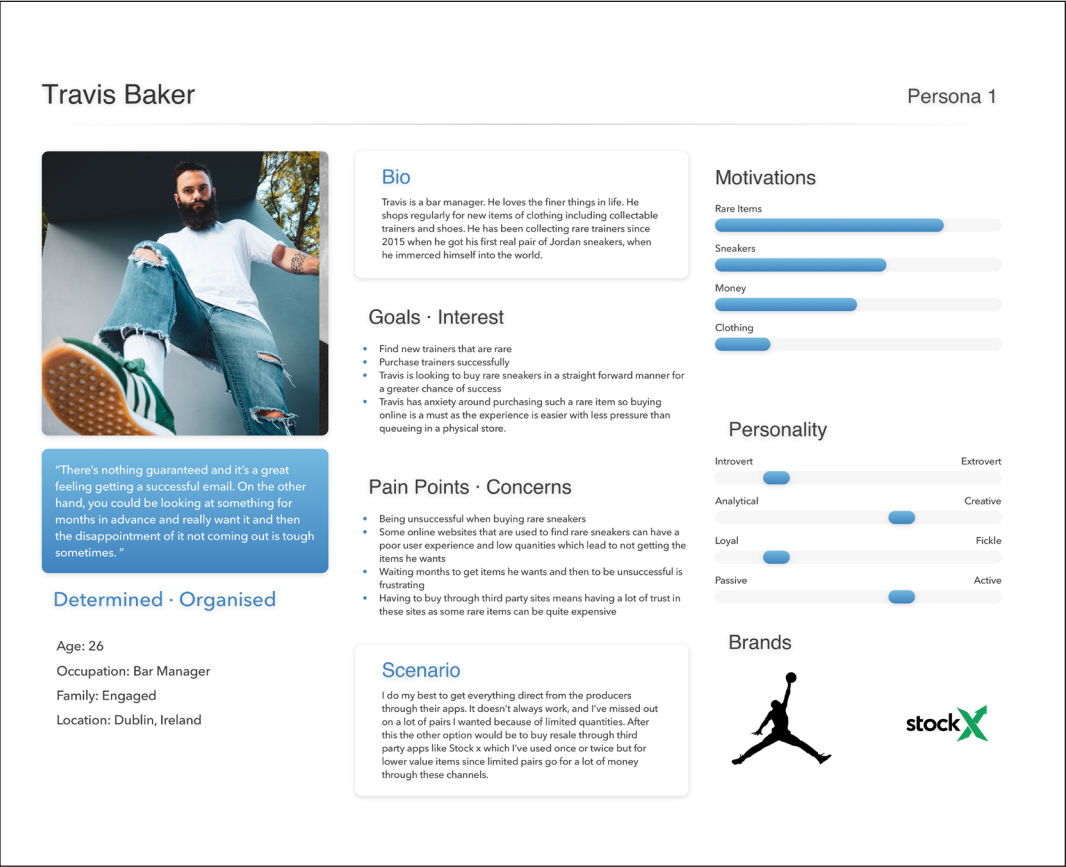 Travis Baker
Persona 1
"There's nothing guaranteed and it's a great
feeling getting a successful email. On the other
hand, you could be looking at something for
months in advance and really want it and then
the disappointment of it not coming out is tough
sometimes. "
Determined · Organised
Age: 26
Occupation: Bar Manager
Family: Engaged
Location: Dublin, Ireland
Bio
Travis is a bar manager. He loves the finer things in life. He
shops regularly for new items of clothing including collectable
trainers and shoes. He has been collecting rare trainers since
2015 when he got his first real pair of Jordan sneakers, when
he immerced himself into the world.
Goals · Interest
• Find new trainers that are rare
• Purchase trainers successfully
• Travis is looking to buy rare sneakers in a straight forward manner for
a greater chance of success
• Travis has anxiety around purchasing such a rare item so buying
online is a must as the experience is easier with less pressure than
queueing in a physical store.
Pain Points · Concerns
• Being unsuccessful when buying rare sneakers
• Some online websites that are used to find rare sneakers can have a
poor user experience and low quanities which lead to not getting the
items he wants
• Waiting months to get items he wants and then to be unsuccessful is
frustrating
• Having to buy through third party sites means having a lot of trust in
these sites as some rare items can be quite expensive
Scenario
I do my best to get everything direct from the producers
through their apps. It doesn't always work, and I've missed out
on a lot of pairs I wanted because of limited quantities. After
this the other option would be to buy resale through third
party apps like Stock x which I've used once or twice but for
lower value items since limited pairs go for a lot of money
through these channels.
Motivations
Rare Items
Sneakers
Money
Clothing
Personality
Introvert Extrovert
Analytical Creative
Loyal Fickle
Passive Active
Brands
stockX